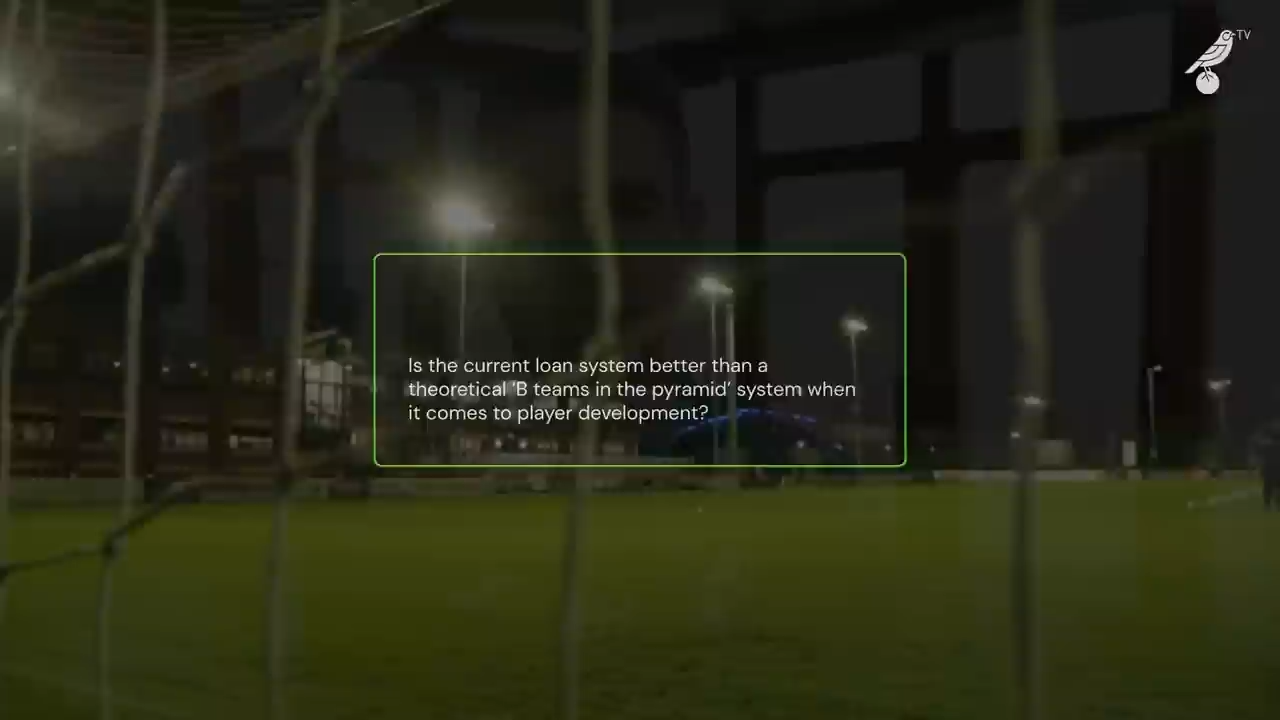 TV
Is the current loan system better than a
theoretical ‘B teams in the pyramid’ system when
it comes to player development?